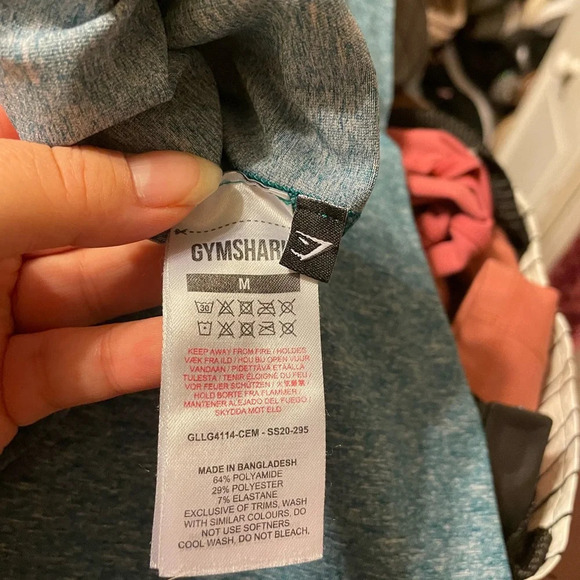 GYMSHARK
M
30
KEEP AWAY FROM FIRE / HOLDES
VÆK FRA ILD / HOU BIJ OPEN VUUR
VANDAAN / PIDETTÄVÄ ETÄÄLLÄ
TULESTA / TENIR ÉLOIGNÉ DU FEU
VOR FEUER SCHÜTZEN /
HOLD BORTE FRA FLAMMER /
MANTENER ALEJADO DEL FUEGO
SKYDDA MOT ELD
GLLG4114-CEM - SS20-295
MADE IN BANGLADESH
64% POLYAMIDE
29% POLYESTER
7% ELASTANE
EXCLUSIVE OF TRIMS, WASH
WITH SIMILAR COLOURS, DO
NOT USE SOFTNERS
COOL WASH, DO NOT BLEACH.